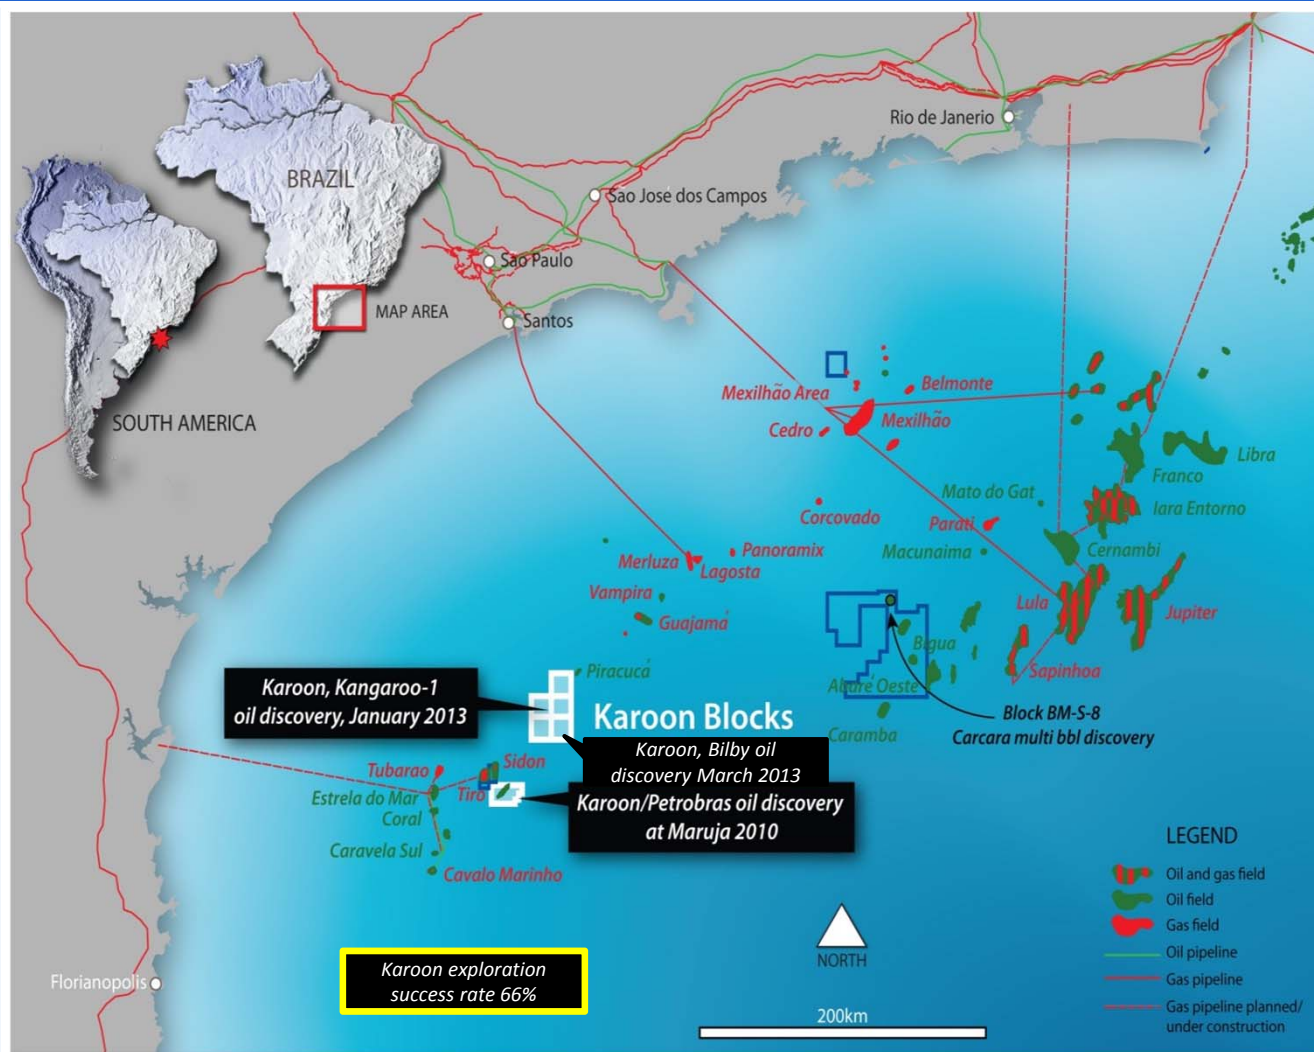 Rio de Janerio
BRAZIL
Sao Jose dos Campos
Sao Paulo
MAP AREA
Santos
SOUTH AMERICA
Mexilhão Area
Belmonte
Cedro
Mexilhão
Libra
Franco
Mato do Gat
Corcovado
Parati
Iara Entorno
Panoramix
Macunaima
Cernambi
Merluza
Lagosta
Vampira
Lula
Jupiter
Guajamá
Bigua
Piracucá
Sapinhoa
Abaré Oeste
Karoon, Kangaroo-1
oil discovery, January 2013
Karoon Blocks
Caramba
Block BM-S-8
Carcara multi bbl discovery
Karoon, Bilby oil
discovery March 2013
Sidon
Tubarao
Tiro
Estrela do Mar
Coral
Karoon/Petrobras oil discovery
at Maruja 2010
Caravela Sul
Cavalo Marinho
LEGEND
Oil and gas field
Oil field
Gas field
Oil pipeline
Gas pipeline
Gas pipeline planned/
under construction
NORTH
Karoon exploration
success rate 66%
Florianopolis
200km